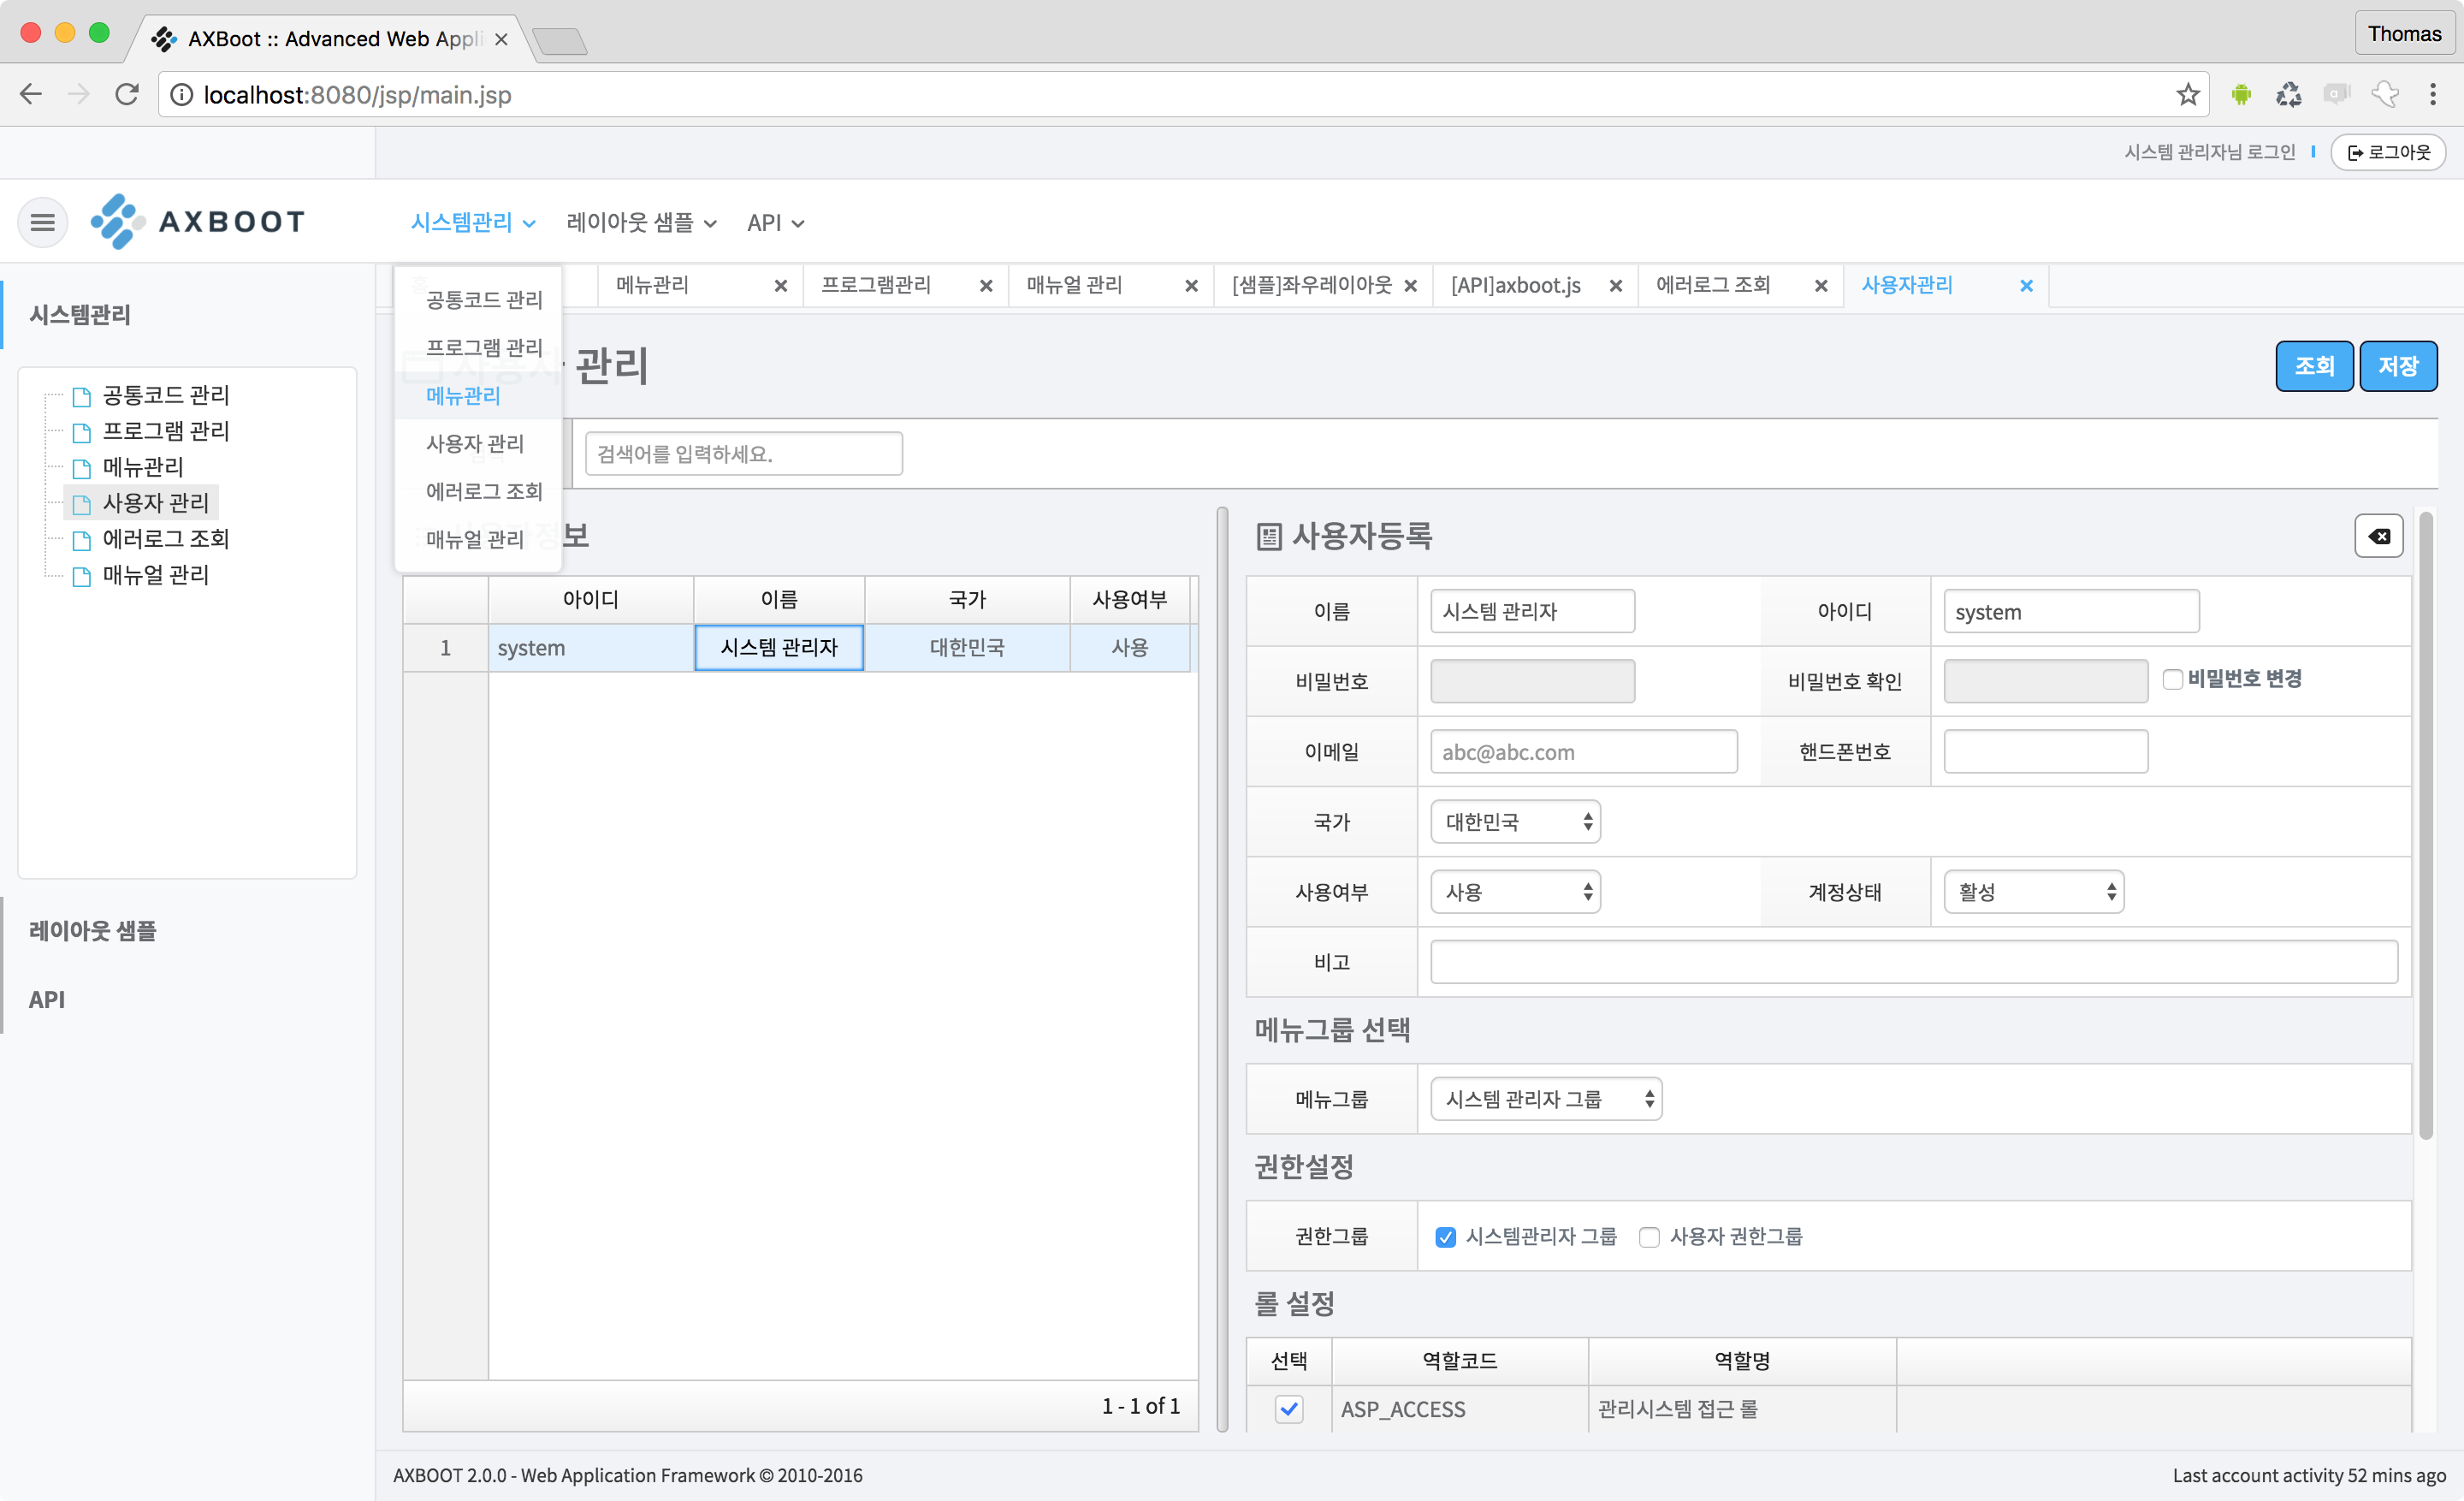 AXBoot :: Advanced Web Appli
Thomas
localhost:8080/jsp/main.jsp
시스템 관리자님 로그인
로그아웃
AXBOOT
시스템관리
레이아웃 샘플
API
메뉴관리
프로그램관리
매뉴얼 관리
[샘플]좌우레이아웃
[API]axboot.js
에러로그 조회
사용자관리
공통코드 관리
프로그램 관리
메뉴관리
사용자 관리
에러로그 조회
매뉴얼 관리
시스템관리
공통코드 관리
프로그램 관리
메뉴관리
사용자 관리
에러로그 조회
매뉴얼 관리
레이아웃 샘플
API
관리
조회
저장
검색어를 입력하세요.
정보
아이디
이름
국가
사용여부
1
system
시스템 관리자
대한민국
사용
1 - 1 of 1
사용자등록
이름
시스템 관리자
아이디
system
비밀번호
비밀번호 확인
비밀번호 변경
이메일
abc@abc.com
핸드폰번호
국가
대한민국
사용여부
사용
계정상태
활성
비고
메뉴그룹 선택
메뉴그룹
시스템 관리자 그룹
권한설정
권한그룹
시스템관리자 그룹
사용자 권한그룹
롤 설정
선택
역할코드
역할명
ASP_ACCESS
관리시스템 접근 롤
AXBOOT 2.0.0 - Web Application Framework © 2010-2016
Last account activity 52 mins ago